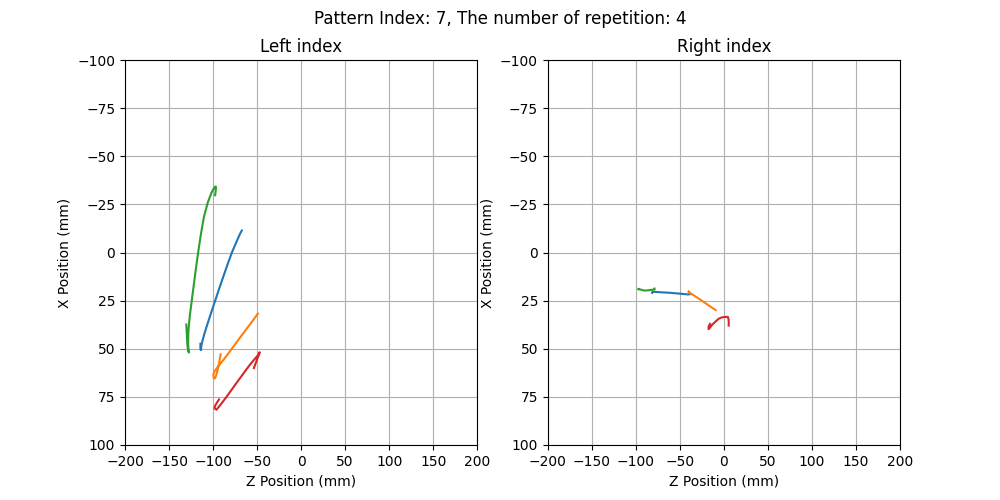 Pattern Index: 7, The number of repetition: 4
Left index
Right index
−100
−75
−50
−25
0
25
50
75
100
X Position (mm)
−200 −150 −100 −50 0 50 100 150 200
Z Position (mm)
−100
−75
−50
−25
0
25
50
75
100
X Position (mm)
−200 −150 −100 −50 0 50 100 150 200
Z Position (mm)